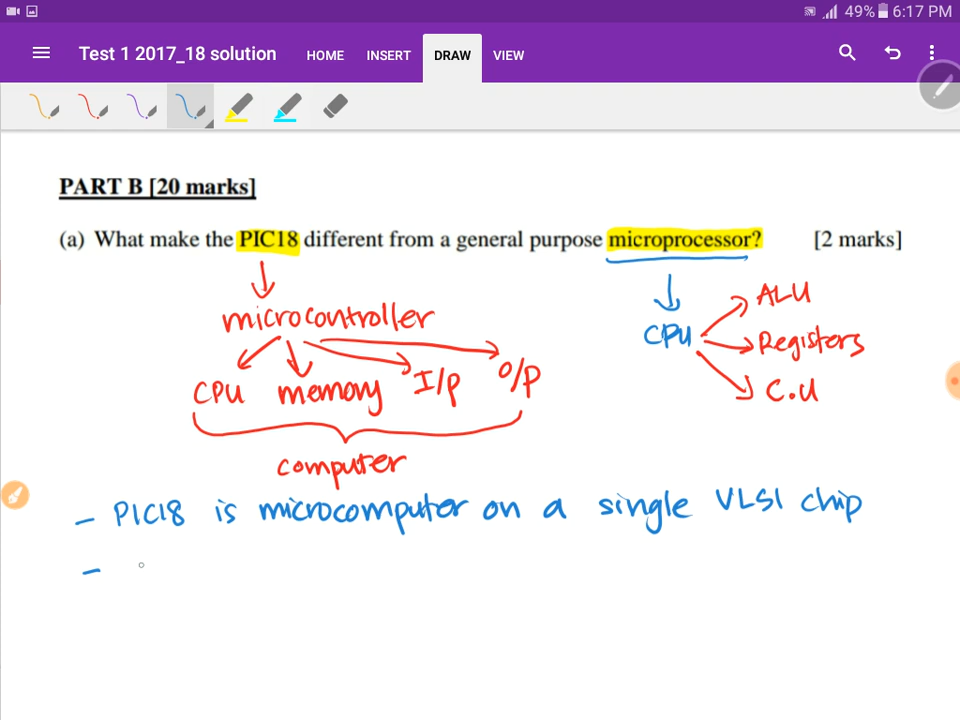 49% 6:17 PM
Test 1 2017_18 solution HOME INSERT DRAW VIEW
PART B [20 marks]
(a) What make the PIC18 different from a general purpose microprocessor? [2 marks]
microcontroller
CPU memory I/p O/p
computer
CPU
ALU
Registers
C.U
- PIC18 is microcomputer on a single VLSI chip
-